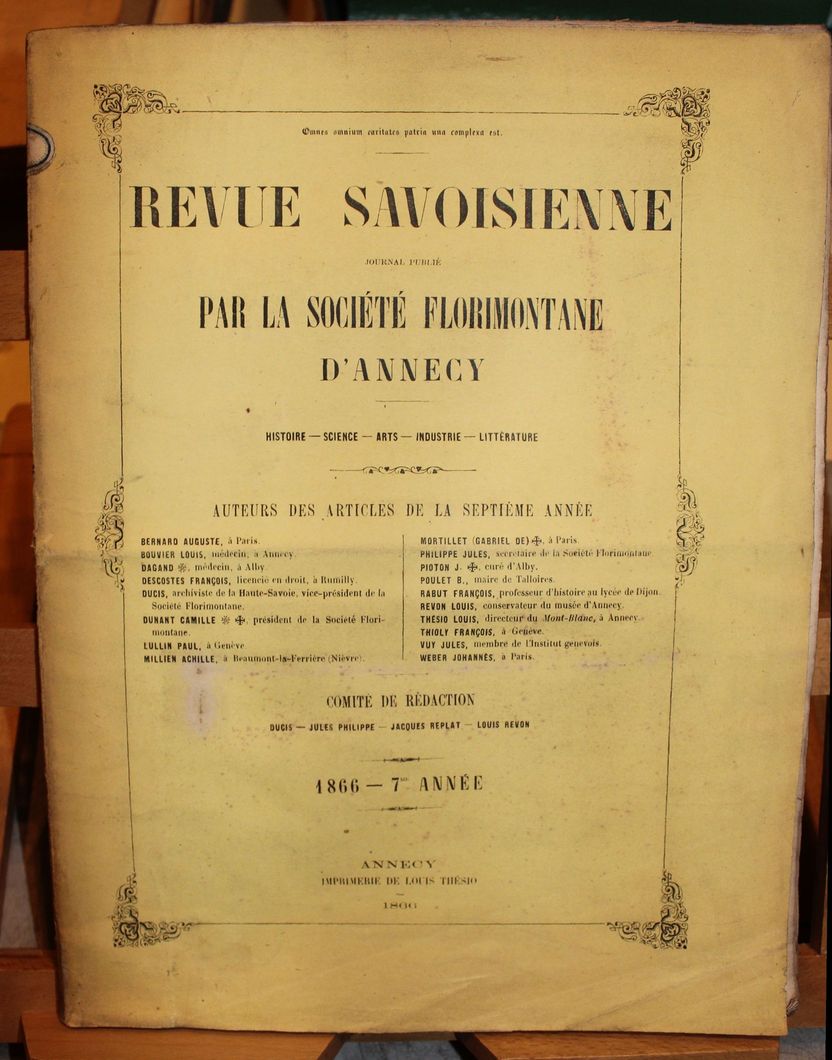 Omnes omnium caritates patria una complexa est.
REVUE SAVOISIENNE
JOURNAL PUBLIÉ
PAR LA SOCIÉTÉ FLORIMONTANE
D'ANNECY
HISTOIRE — SCIENCE — ARTS — INDUSTRIE — LITTÉRATURE
AUTEURS DES ARTICLES DE LA SEPTIÈME ANNÉE
BERNARD AUGUSTE, à Paris.
BOUVIER LOUIS, médecin, à Annecy.
DAGAND ❊, médecin, à Alby.
DESCOSTES FRANÇOIS, licencié en droit, à Rumilly.
DUCIS, archiviste de la Haute-Savoie, vice-président de la
Société Florimontane.
DUNANT CAMILLE ❊ ✠, président de la Société Flori-
montane.
LULLIN PAUL, à Genève.
MILLIEN ACHILLE, à Beaumont-la-Ferrière (Nièvre).
MORTILLET (GABRIEL DE) ✠, à Paris.
PHILIPPE JULES, secrétaire de la Société Florimontane.
PIOTON J. ✠, curé d'Alby.
POULET B., maire de Talloires.
RABUT FRANÇOIS, professeur d'histoire au lycée de Dijon.
REVON LOUIS, conservateur du musée d'Annecy.
THÉSIO LOUIS, directeur du Mont-Blanc, à Annecy.
THIOLY FRANÇOIS, à Genève.
VUY JULES, membre de l'Institut genevois.
WEBER JOHANNÈS, à Paris.
COMITÉ DE RÉDACTION
DUCIS — JULES PHILIPPE — JACQUES REPLAT — LOUIS REVON
1866 — 7me ANNÉE
ANNECY
IMPRIMERIE DE LOUIS THÉSIO
1866